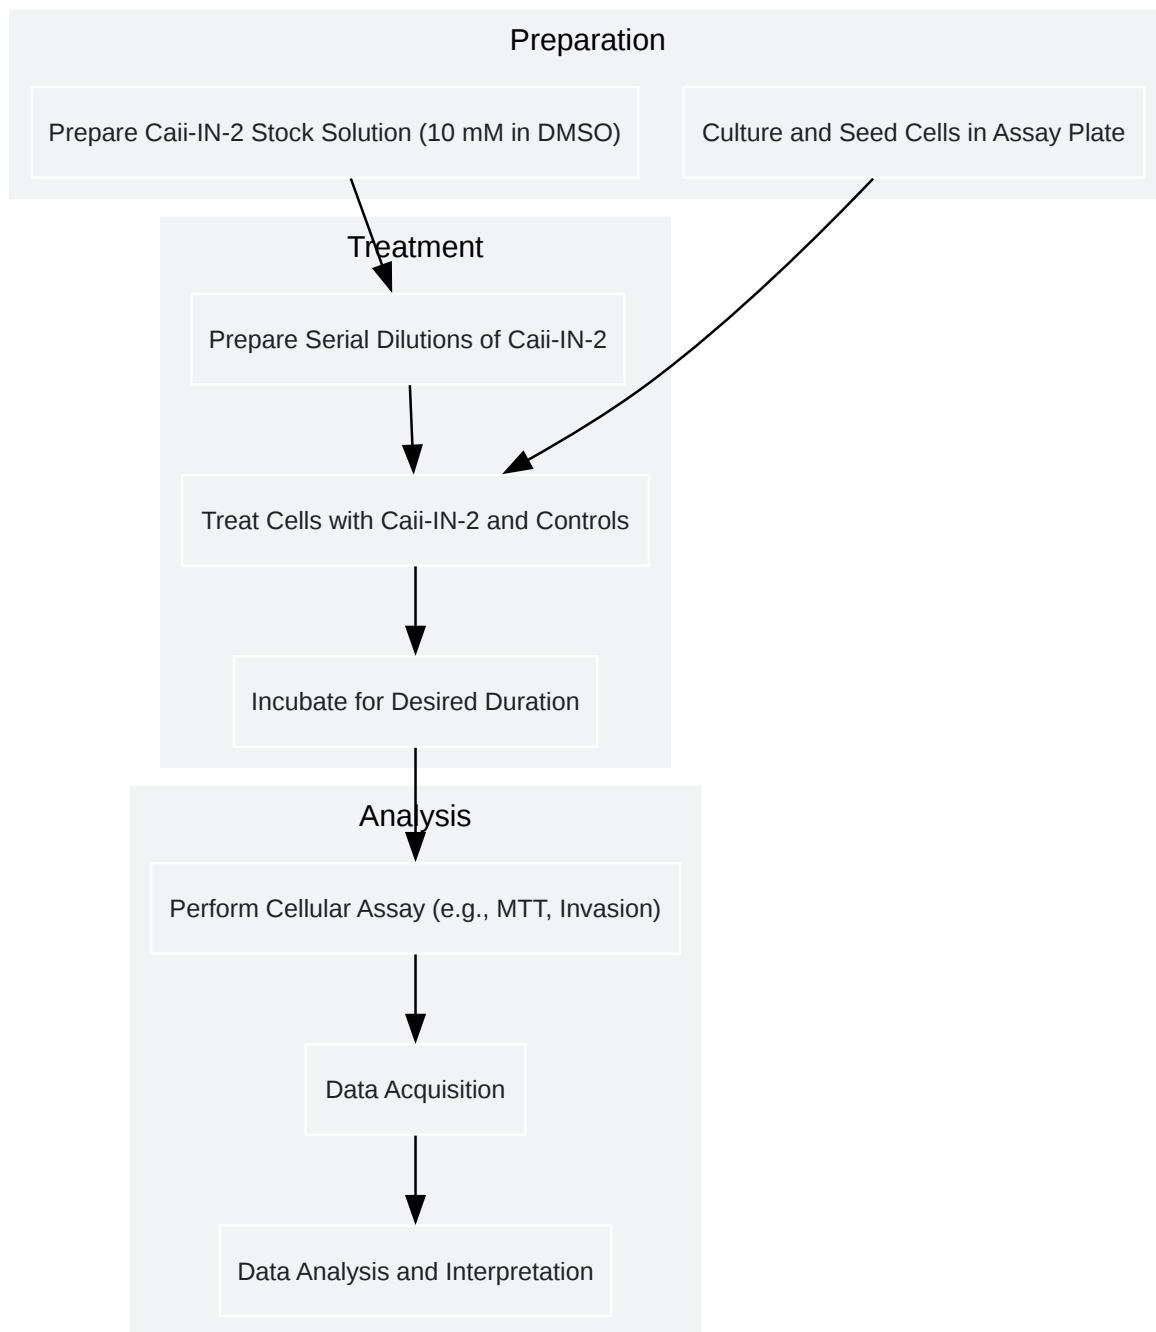 Preparation
Prepare Caii-IN-2 Stock Solution (10 mM in DMSO)
Culture and Seed Cells in Assay Plate
Treatment
Prepare Serial Dilutions of Caii-IN-2
Treat Cells with Caii-IN-2 and Controls
Incubate for Desired Duration
Analysis
Perform Cellular Assay (e.g., MTT, Invasion)
Data Acquisition
Data Analysis and Interpretation